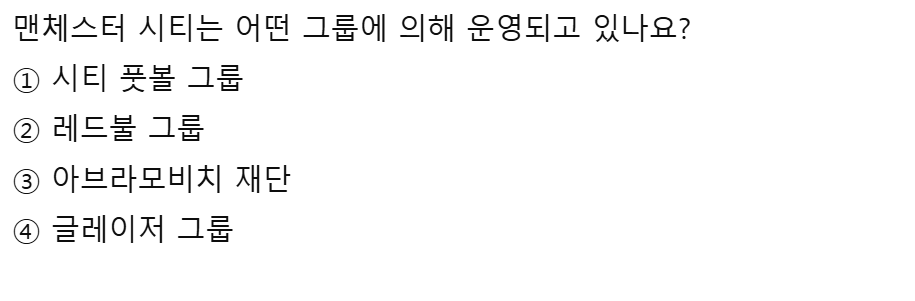 맨체스터 시티는 어떤 그룹에 의해 운영되고 있나요?
① 시티 풋볼 그룹
② 레드불 그룹
③ 아브라모비치 재단
④ 글레이저 그룹